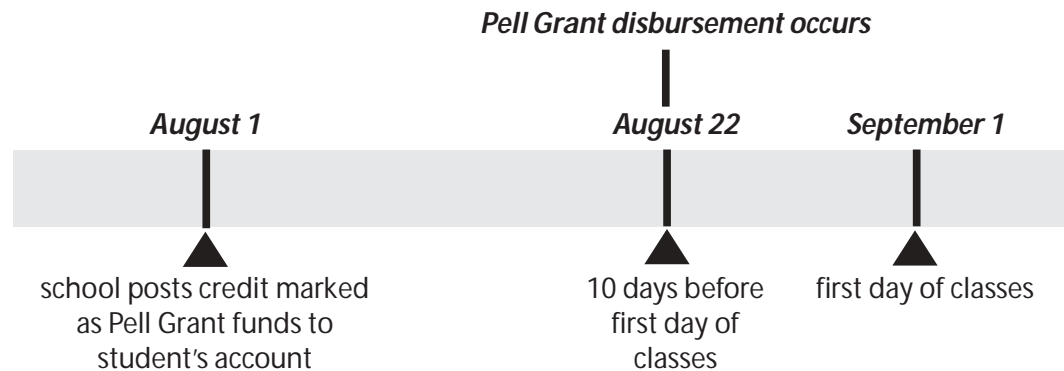 Pell Grant disbursement occurs
August 1
August 22
September 1
school posts credit marked
as Pell Grant funds to
student's account
10 days before
first day of
classes
first day of classes